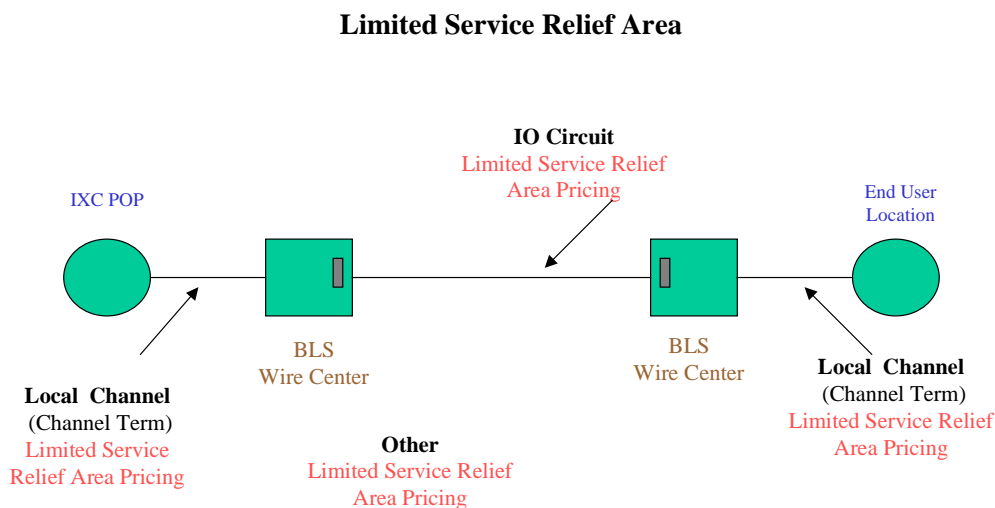 Limited Service Relief Area
IO Circuit
Limited Service Relief
Area Pricing
IXC POP
End User
Location
BLS
Wire Center
BLS
Wire Center
Local Channel
(Channel Term)
Limited Service
Relief Area Pricing
Local Channel
(Channel Term)
Limited Service Relief
Area Pricing
Other
Limited Service Relief
Area Pricing